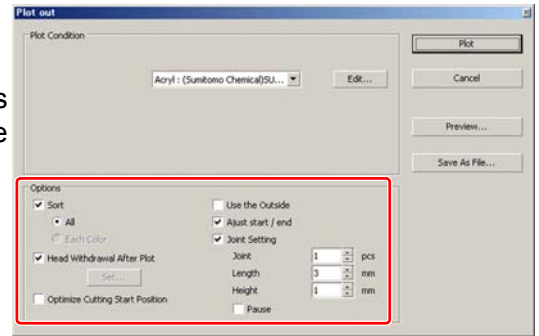 Plot out
Plot Condition
Plot
Acryl : (Sumitomo Chemical)SU...
Edit...
Cancel
Preview...
Save As File...
Options
Sort
Use the Outside
All
Ajust start / end
Each Color
Joint Setting
Head Withdrawal After Plot
Joint 1 pcs
Set...
Length 3 mm
Height 1 mm
Optimize Cutting Start Position
Pause
s
e